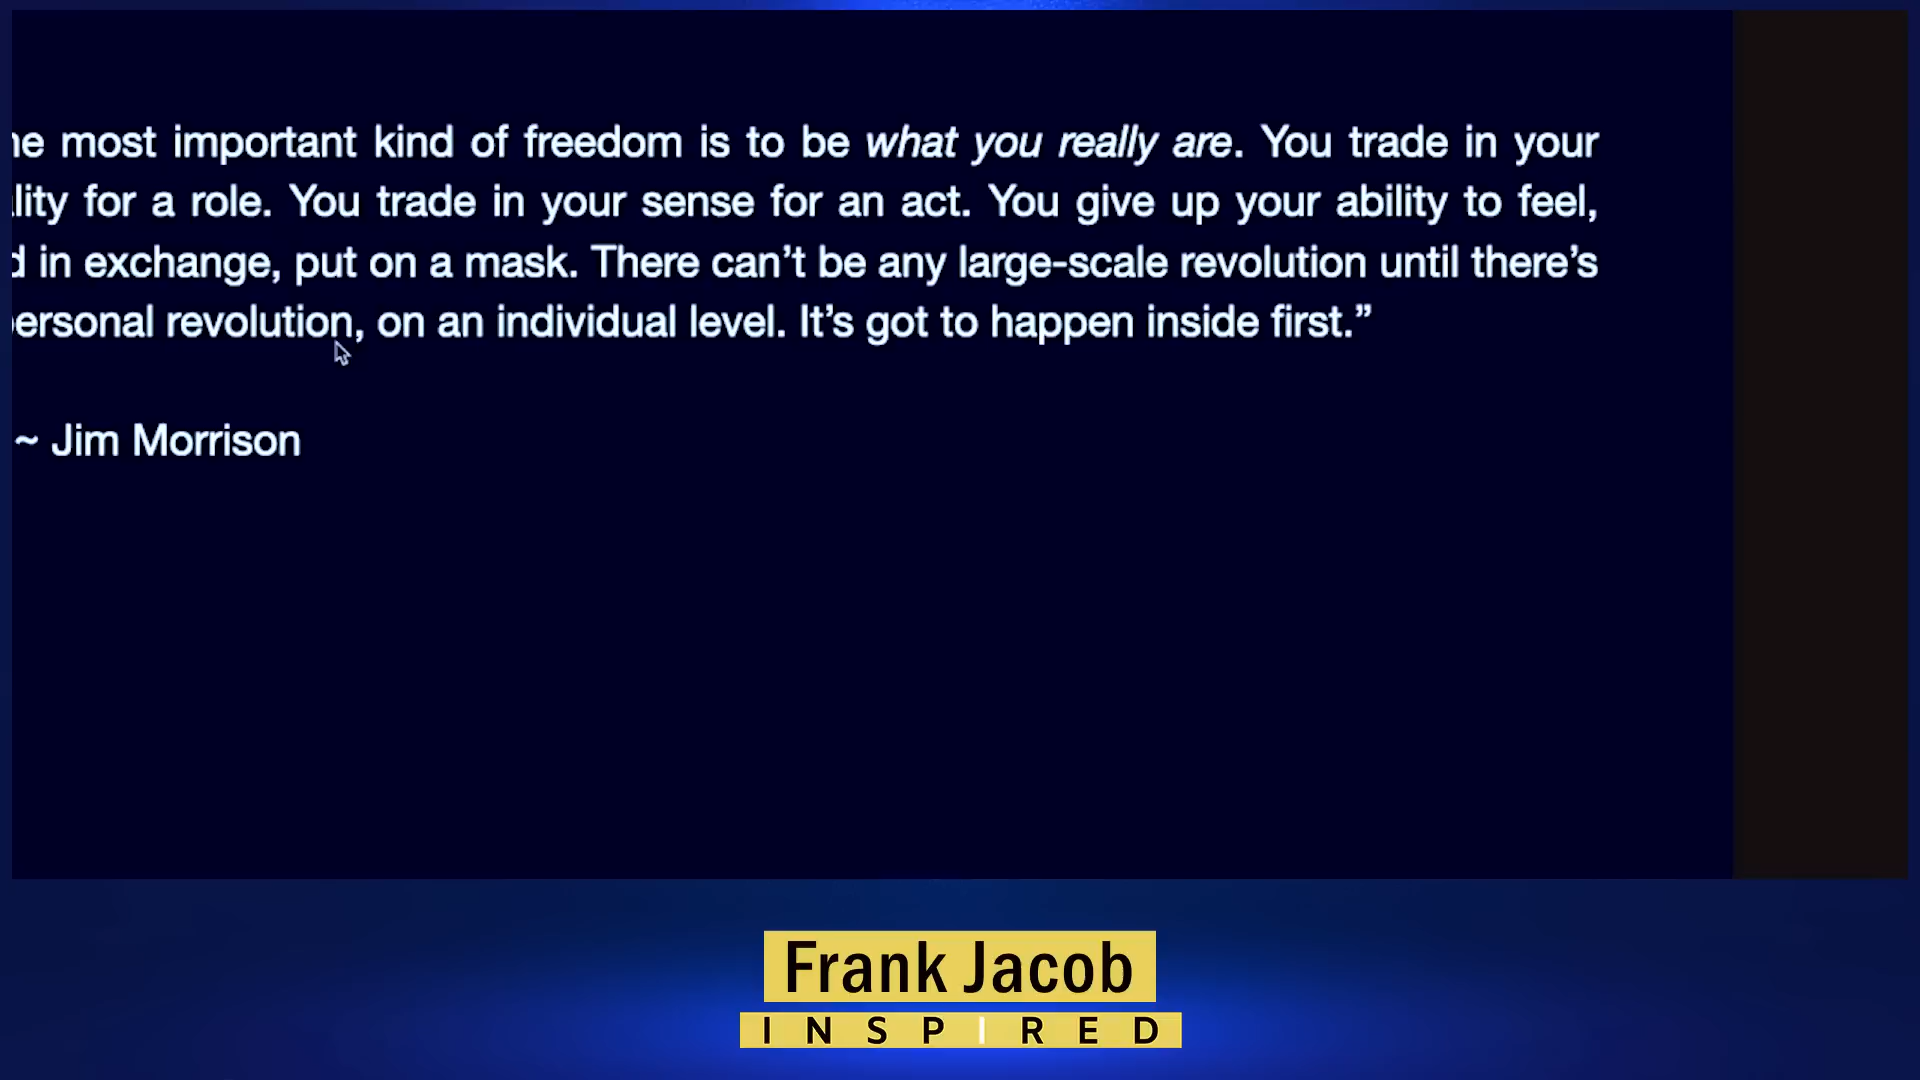 he most important kind of freedom is to be what you really are. You trade in your
lity for a role. You trade in your sense for an act. You give up your ability to feel,
d in exchange, put on a mask. There can’t be any large-scale revolution until there’s
ersonal revolution, on an individual level. It’s got to happen inside first.”
~ Jim Morrison
Frank Jacob
INSPIRED